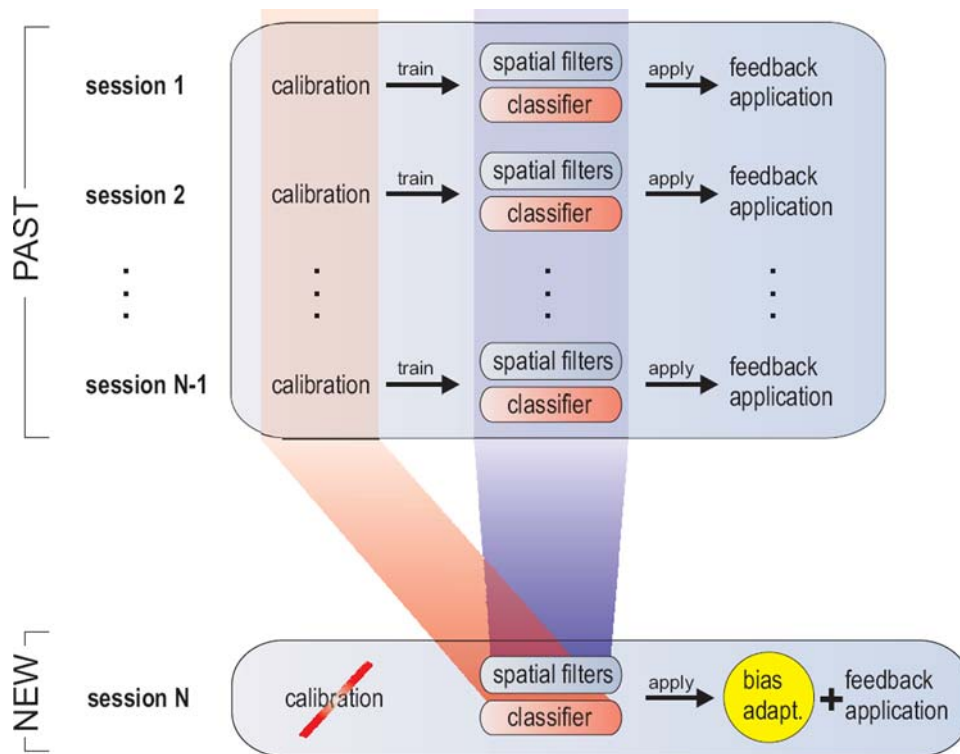 PAST
session 1
calibration
train
spatial filters
classifier
apply
feedback
application
session 2
calibration
train
spatial filters
classifier
apply
feedback
application
session N-1
calibration
train
spatial filters
classifier
apply
feedback
application
NEW
session N
calibration
spatial filters
classifier
apply
bias
adapt.
+
feedback
application